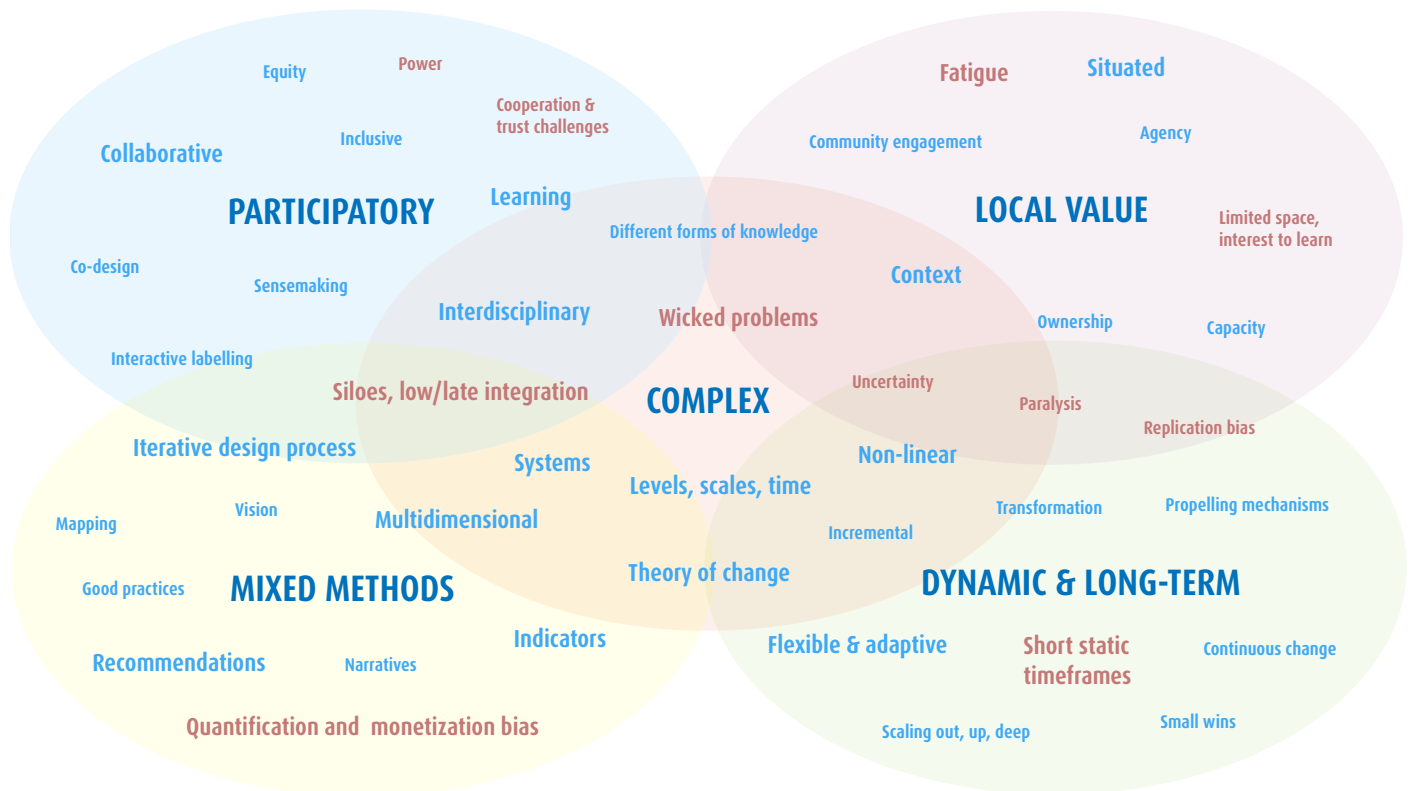 Equity
Power
Cooperation &
trust challenges
Collaborative
Inclusive
Learning
PARTICIPATORY
Co-design
Sensemaking
Interdisciplinary
Interactive labelling
Fatigue
Situated
Community engagement
Agency
LOCAL VALUE
Limited space,
interest to learn
Different forms of knowledge
Context
Ownership
Capacity
Wicked problems
Siloes, low/late integration
COMPLEX
Uncertainty
Paralysis
Replication bias
Iterative design process
Systems
Levels, scales, time
Non-linear
Mapping
Vision
Multidimensional
Incremental
Transformation
Propelling mechanisms
Good practices
MIXED METHODS
Theory of change
DYNAMIC & LONG-TERM
Recommendations
Narratives
Indicators
Quantification and  monetization bias
Flexible & adaptive
Short static
timeframes
Continuous change
Scaling out, up, deep
Small wins